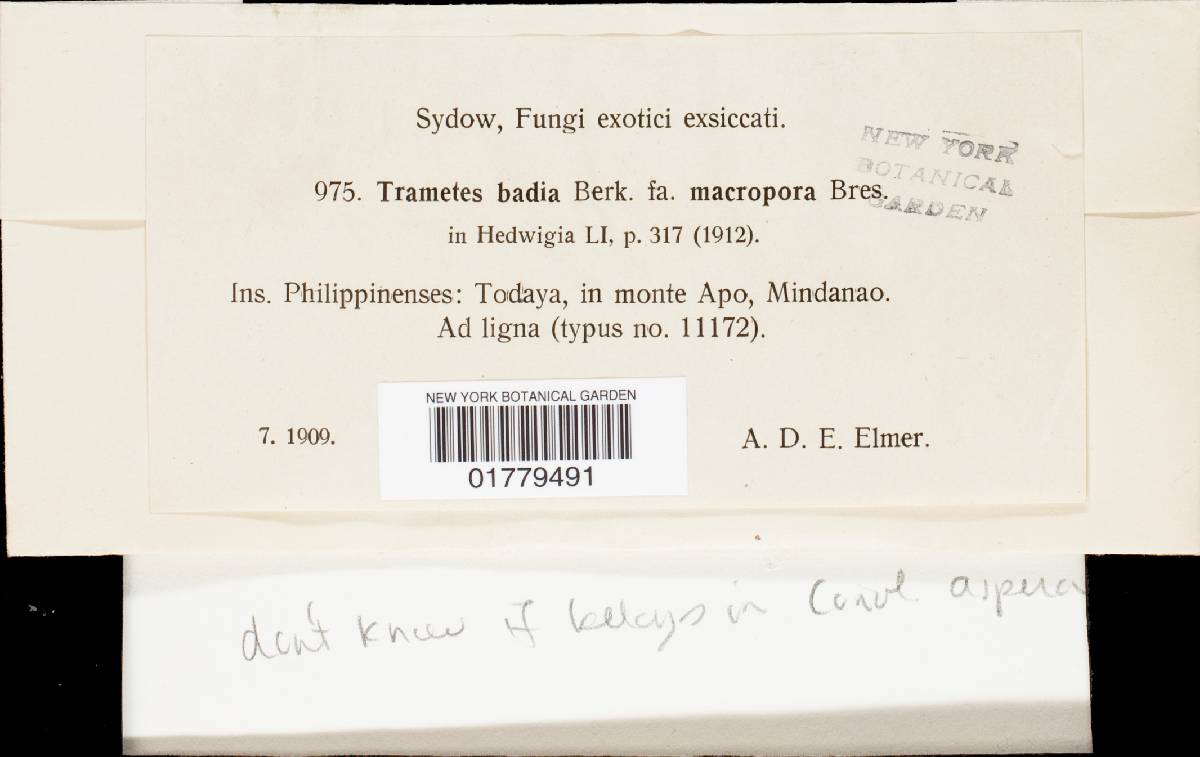 Sydow, Fungi exotici exsiccati.
NEW YORK
BOTANICAL
GARDEN
975. Trametes badia Berk. fa. macropora Bres.
in Hedwigia LI, p. 317 (1912).
Ins. Philippinenses: Todaya, in monte Apo, Mindanao.
Ad ligna (typus no. 11172).
NEW YORK BOTANICAL GARDEN
01779491
7. 1909.
A. D. E. Elmer.
don't know if belongs in aspera